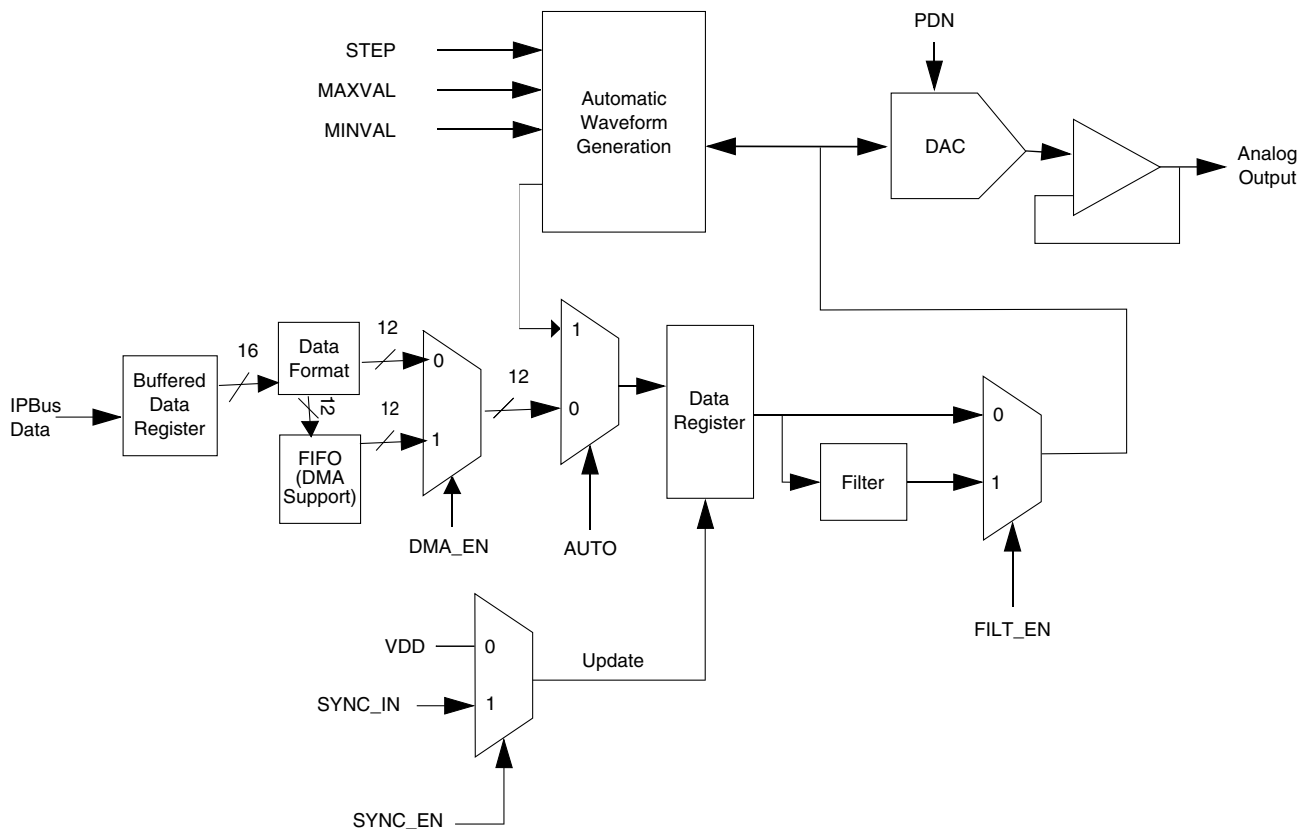 PDN
STEP
MAXVAL
MINVAL
Automatic
Waveform
Generation
DAC
Analog
Output
IPBus
Data
Buffered
Data
Register
16
Data
Format
12
12
FIFO
(DMA
Support)
12
0
1
DMA_EN
12
1
0
AUTO
Data
Register
Filter
0
1
FILT_EN
VDD
0
SYNC_IN
1
Update
SYNC_EN